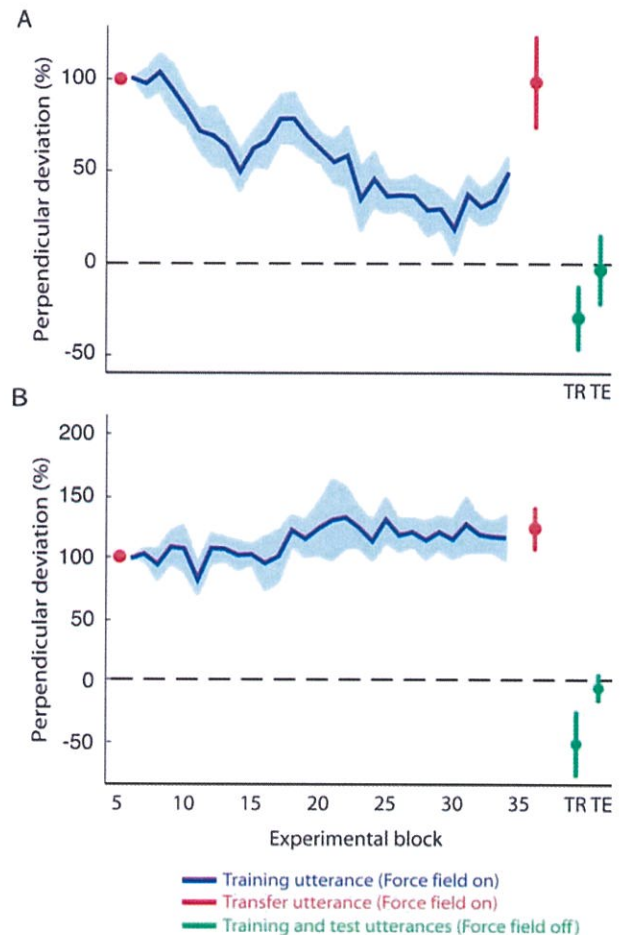 A
Perpendicular deviation (%)
100
50
0
-50
TR TE
B
Perpendicular deviation (%)
200
150
100
50
0
-50
5 10 15 20 25 30 35 TR TE
Experimental block
Training utterance (Force field on)
Transfer utterance (Force field on)
Training and test utterances (Force field off)